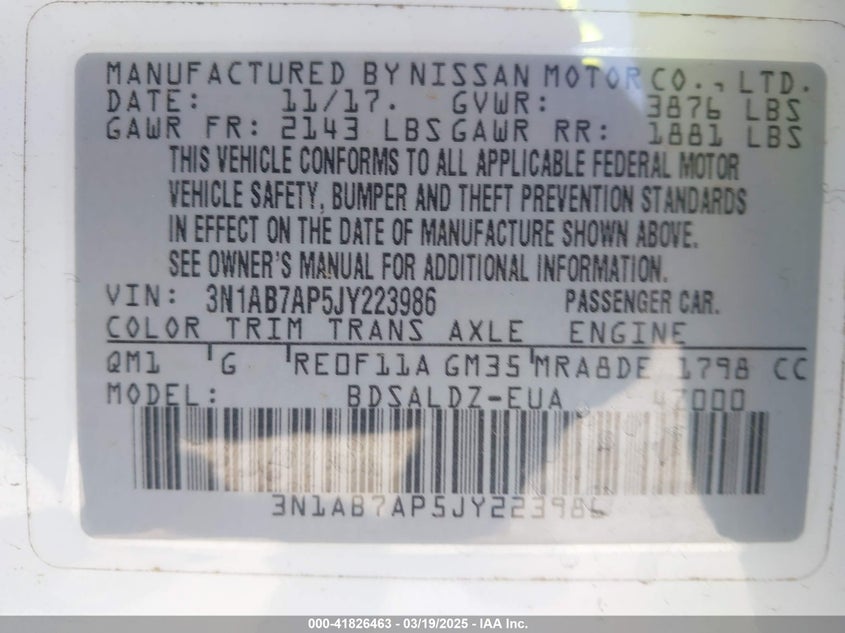 MANUFACTURED BY NISSAN MOTOR CO., LTD.
DATE: 11/17. GVWR: 3876 LBS
GAWR FR: 2143 LBS GAWR RR: 1881 LBS
THIS VEHICLE CONFORMS TO ALL APPLICABLE FEDERAL MOTOR
VEHICLE SAFETY, BUMPER AND THEFT PREVENTION STANDARDS
IN EFFECT ON THE DATE OF MANUFACTURE SHOWN ABOVE.
SEE OWNER'S MANUAL FOR ADDITIONAL INFORMATION.
VIN: 3N1AB7AP5JY223986 PASSENGER CAR.
COLOR TRIM TRANS AXLE ENGINE
QM1 G RE0F11A GM35 MRA8DE 1798 CC
MODEL: BDSALDZ-EUA 4Z000
3N1AB7AP5JY223986
000-41826463 - 03/19/2025 - IAA Inc.